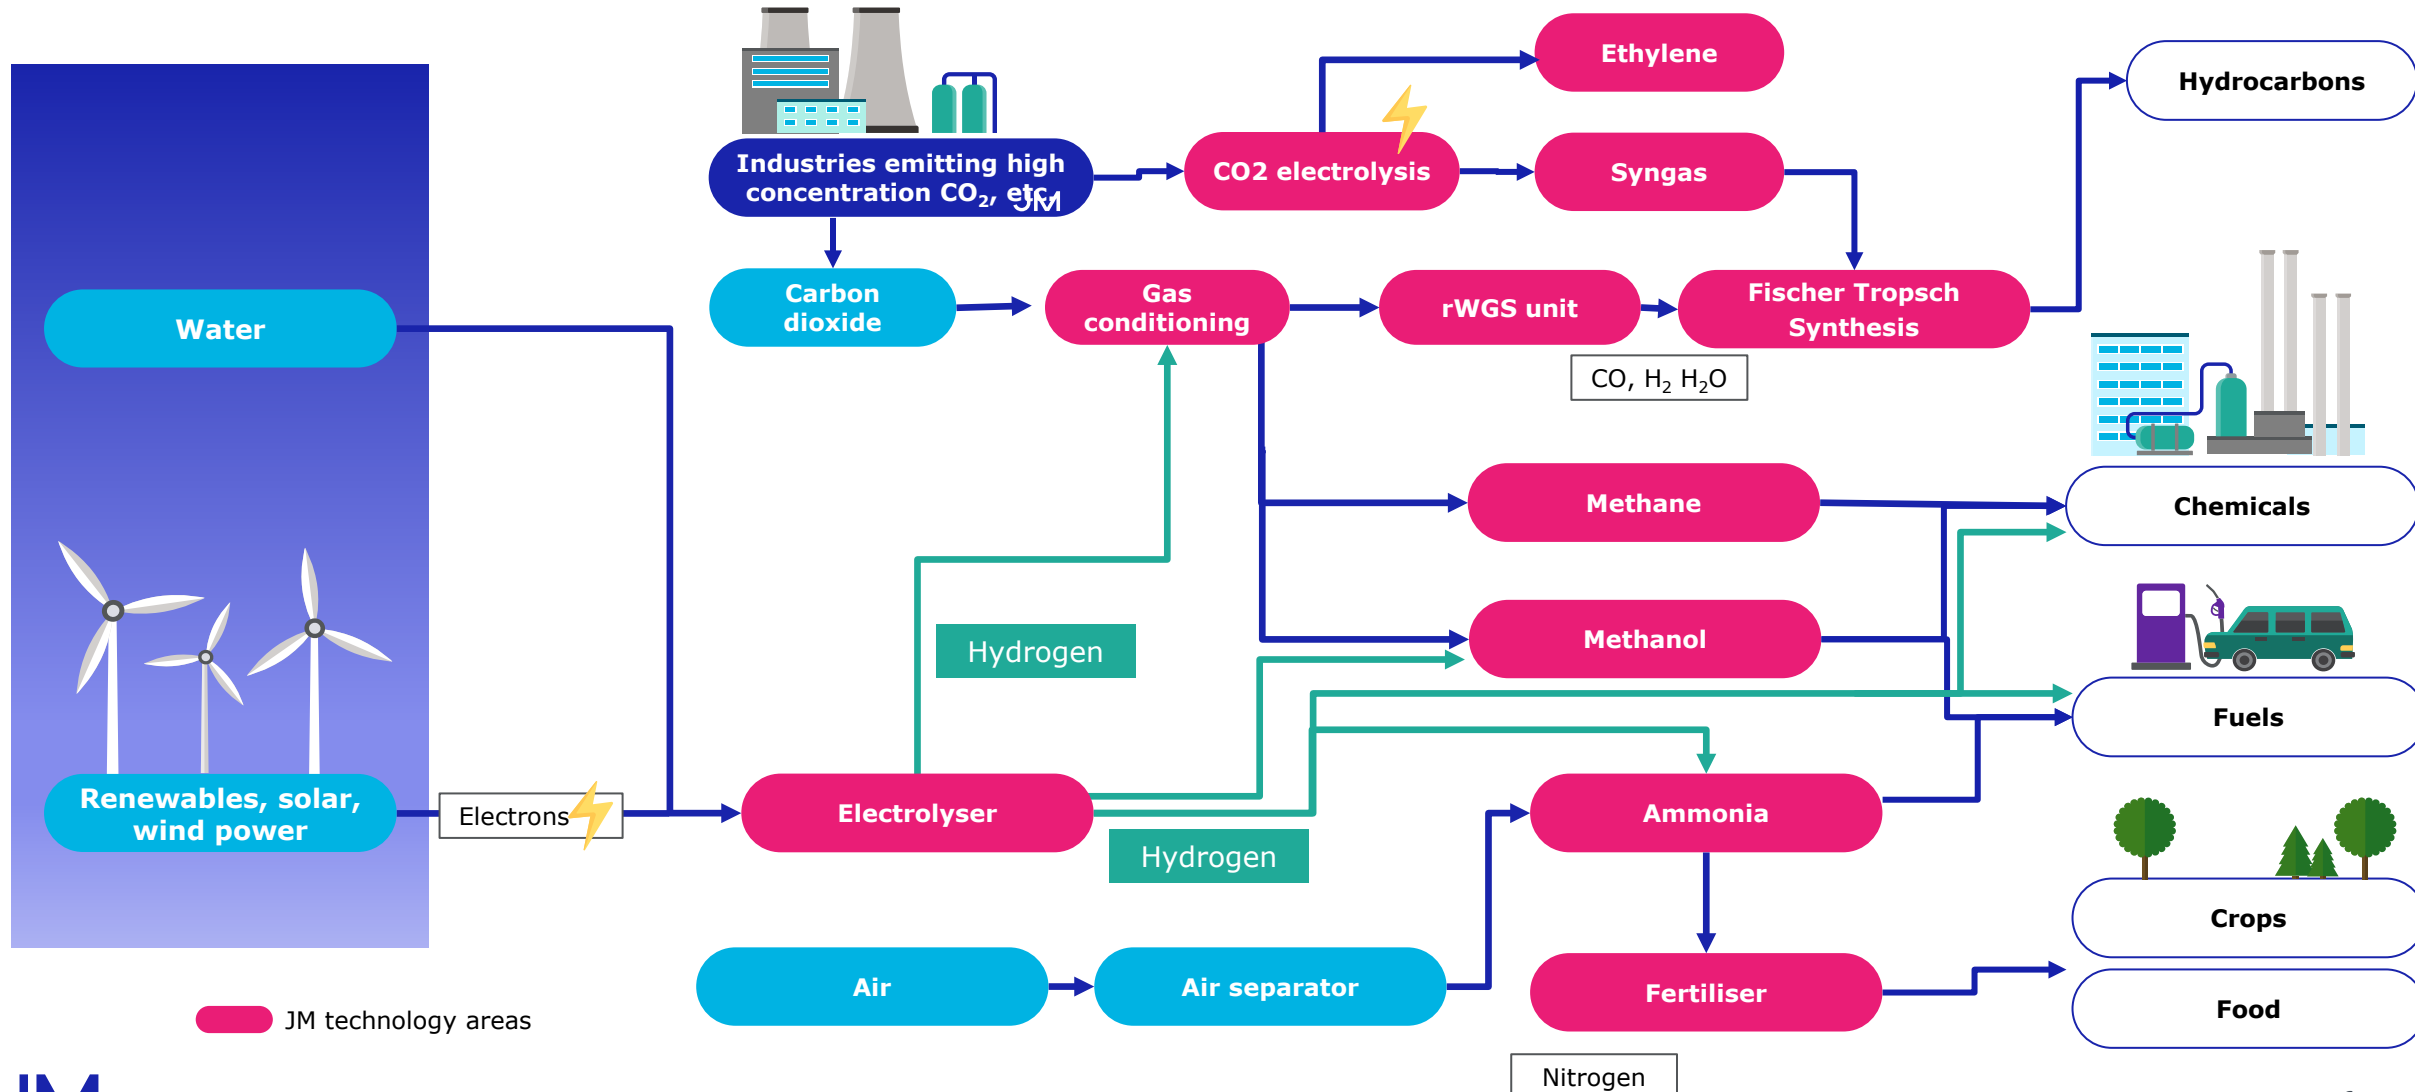 Ethylene
Hydrocarbons
Industries emitting high
concentration CO₂, etc.
JM
CO2 electrolysis
Syngas
Water
Carbon
dioxide
Gas
conditioning
rWGS unit
Fischer Tropsch
Synthesis
CO, H₂ H₂O
Methane
Chemicals
Hydrogen
Methanol
Fuels
Renewables, solar,
wind power
Electrons
Electrolyser
Ammonia
Hydrogen
Crops
Air
Air separator
Fertiliser
Food
JM technology areas
Nitrogen
JM